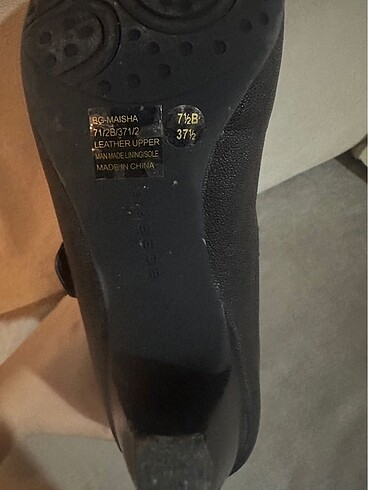 BG-MAISHA
71/2B/371/2
LEATHER UPPER
MAN MADE LINING/SOLE
MADE IN CHINA
7½B
37½